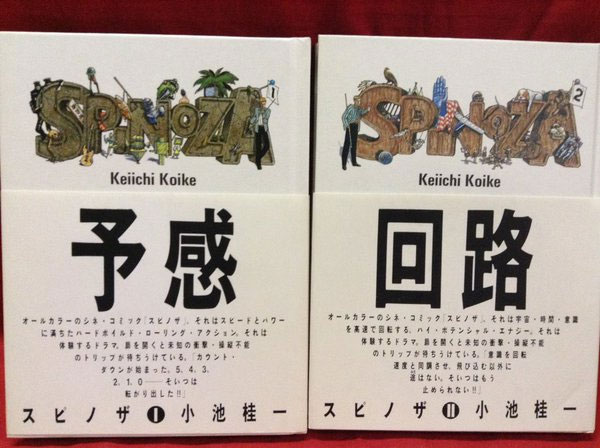 SPINOZA
1
Keiichi Koike
予感
オールカラーのシネ・コミック「スピノザ」。それはスピードとパワー
に満ちたハードボイルド・ローリング・アクション。それは
体験するドラマ。扉を開くと未知の衝撃・操縦不能
のトリップが待ちうけている。「カウント・
ダウンが始まった。5. 4. 3.
2. 1. 0 ── そいつは
転がり出した!!」
スピノザ I 小池桂一
SPINOZA
2
Keiichi Koike
回路
オールカラーのシネ・コミック「スピノザ」。それは宇宙・時間・意識
を高速で回転する。ハイ・ポテンシャル・エナジー。それは
体験するドラマ。扉を開くと未知の衝撃・操縦不能
のトリップが待ちうけている。「意識を回転
速度と同調させ、飛び込む以外に
道はない。そいつはもう
止められない!!」
スピノザ II 小池桂一